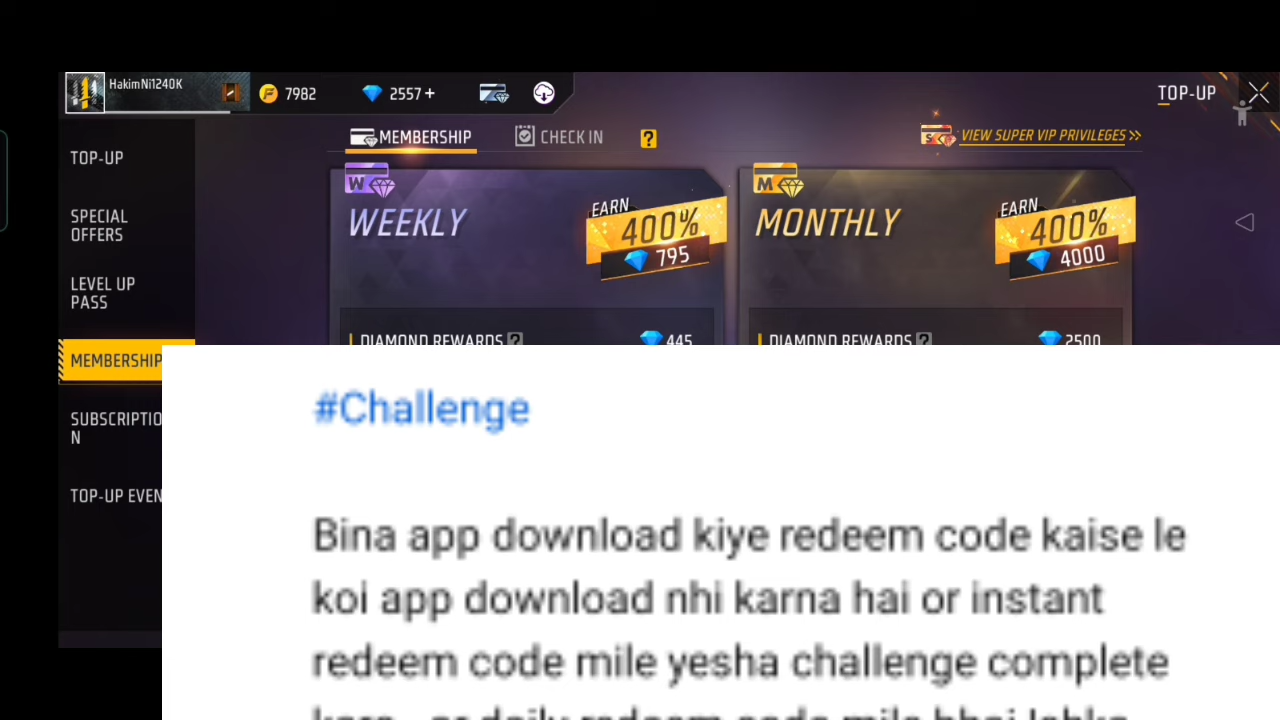 HakimNi1240K
7982
2557 +
TOP-UP
MEMBERSHIP
CHECK IN
?
VIEW SUPER VIP PRIVILEGES >>
TOP-UP
SPECIAL
OFFERS
LEVEL UP
PASS
MEMBERSHIP
SUBSCRIPTIO
N
TOP-UP EVEN
W
WEEKLY
EARN
400%
795
DIAMOND REWARDS ?
445
M
MONTHLY
EARN
400%
4000
DIAMOND REWARDS ?
2500
#Challenge
Bina app download kiye redeem code kaise le
koi app download nhi karna hai or instant
redeem code mile yesha challenge complete